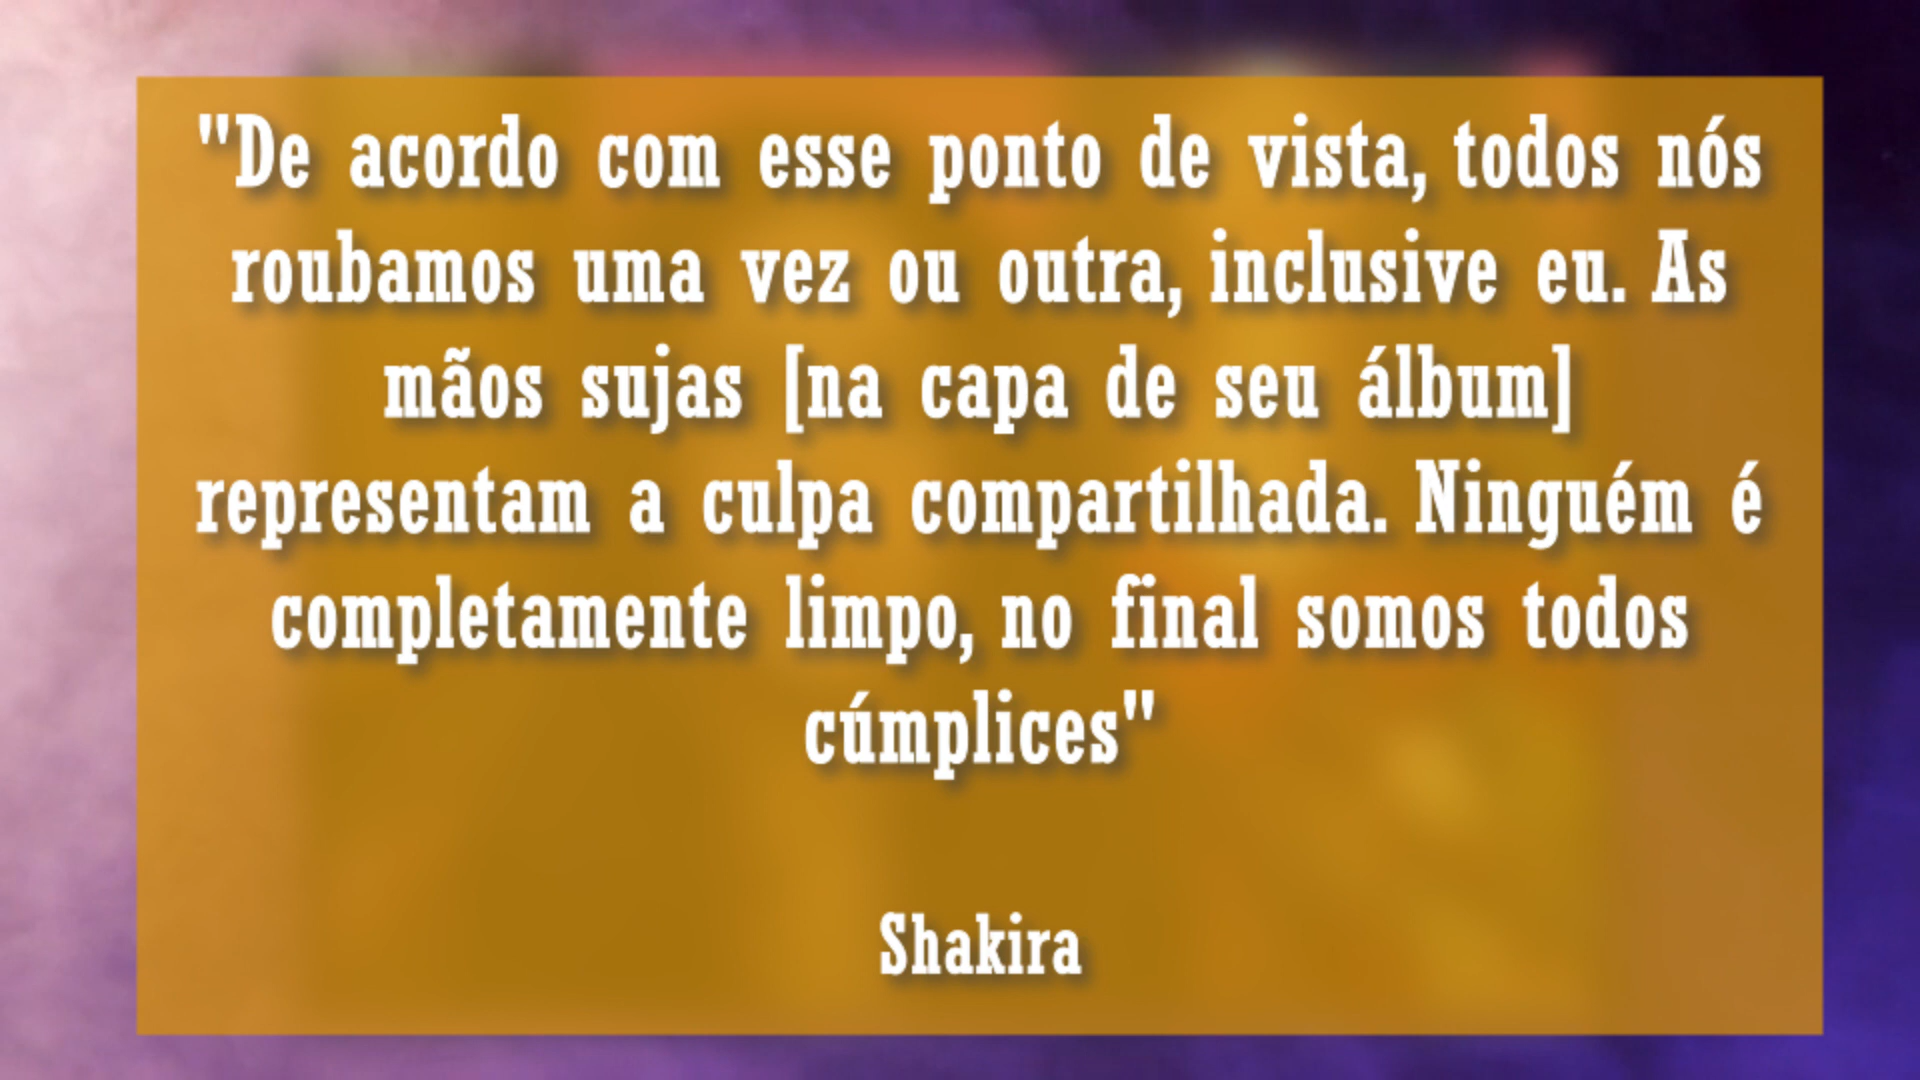 "De acordo com esse ponto de vista, todos nós
roubamos uma vez ou outra, inclusive eu. As
mãos sujas [na capa de seu álbum]
representam a culpa compartilhada. Ninguém é
completamente limpo, no final somos todos
cúmplices"
Shakira